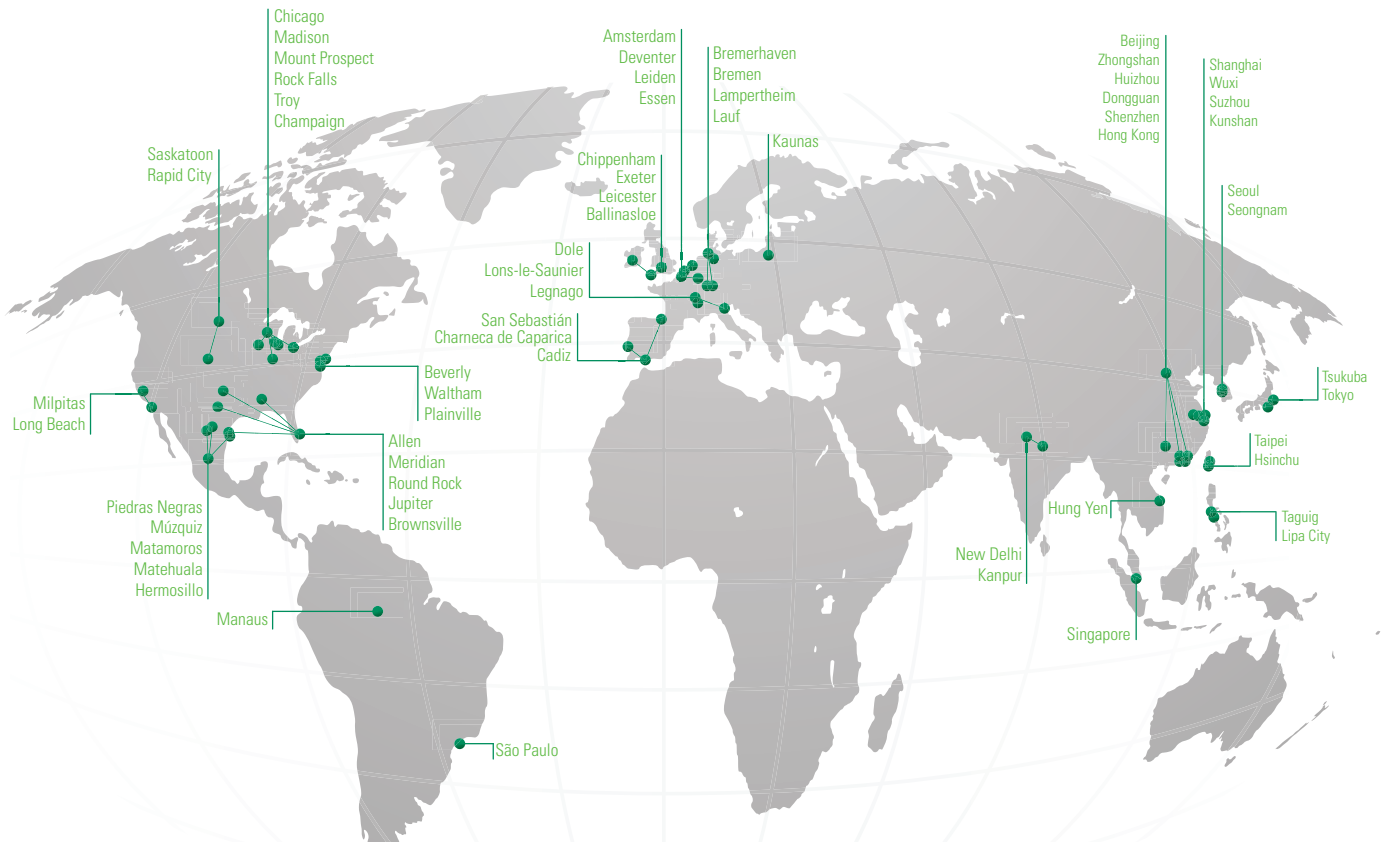 Chicago
Madison
Mount Prospect
Rock Falls
Troy
Champaign
Saskatoon
Rapid City
Amsterdam
Deventer
Leiden
Essen
Bremerhaven
Bremen
Lampertheim
Lauf
Kaunas
Chippenham
Exeter
Leicester
Ballinasloe
Dole
Lons-le-Saunier
Legnago
San Sebastián
Charneca de Caparica
Cadiz
Beijing
Zhongshan
Huizhou
Dongguan
Shenzhen
Hong Kong
Shanghai
Wuxi
Suzhou
Kunshan
Seoul
Seongnam
Tsukuba
Tokyo
Taipei
Hsinchu
Taguig
Lipa City
Hung Yen
New Delhi
Kanpur
Singapore
Milpitas
Long Beach
Beverly
Waltham
Plainville
Allen
Meridian
Round Rock
Jupiter
Brownsville
Piedras Negras
Múzquiz
Matamoros
Matehuala
Hermosillo
Manaus
São Paulo